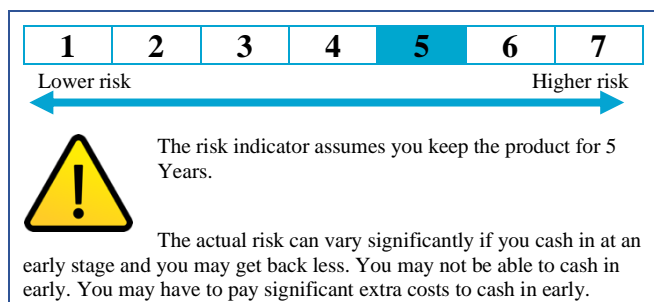 1 2 3 4 5 6 7
Lower risk Higher risk
The risk indicator assumes you keep the product for 5
Years.
The actual risk can vary significantly if you cash in at an
early stage and you may get back less. You may not be able to cash in
early. You may have to pay significant extra costs to cash in early.